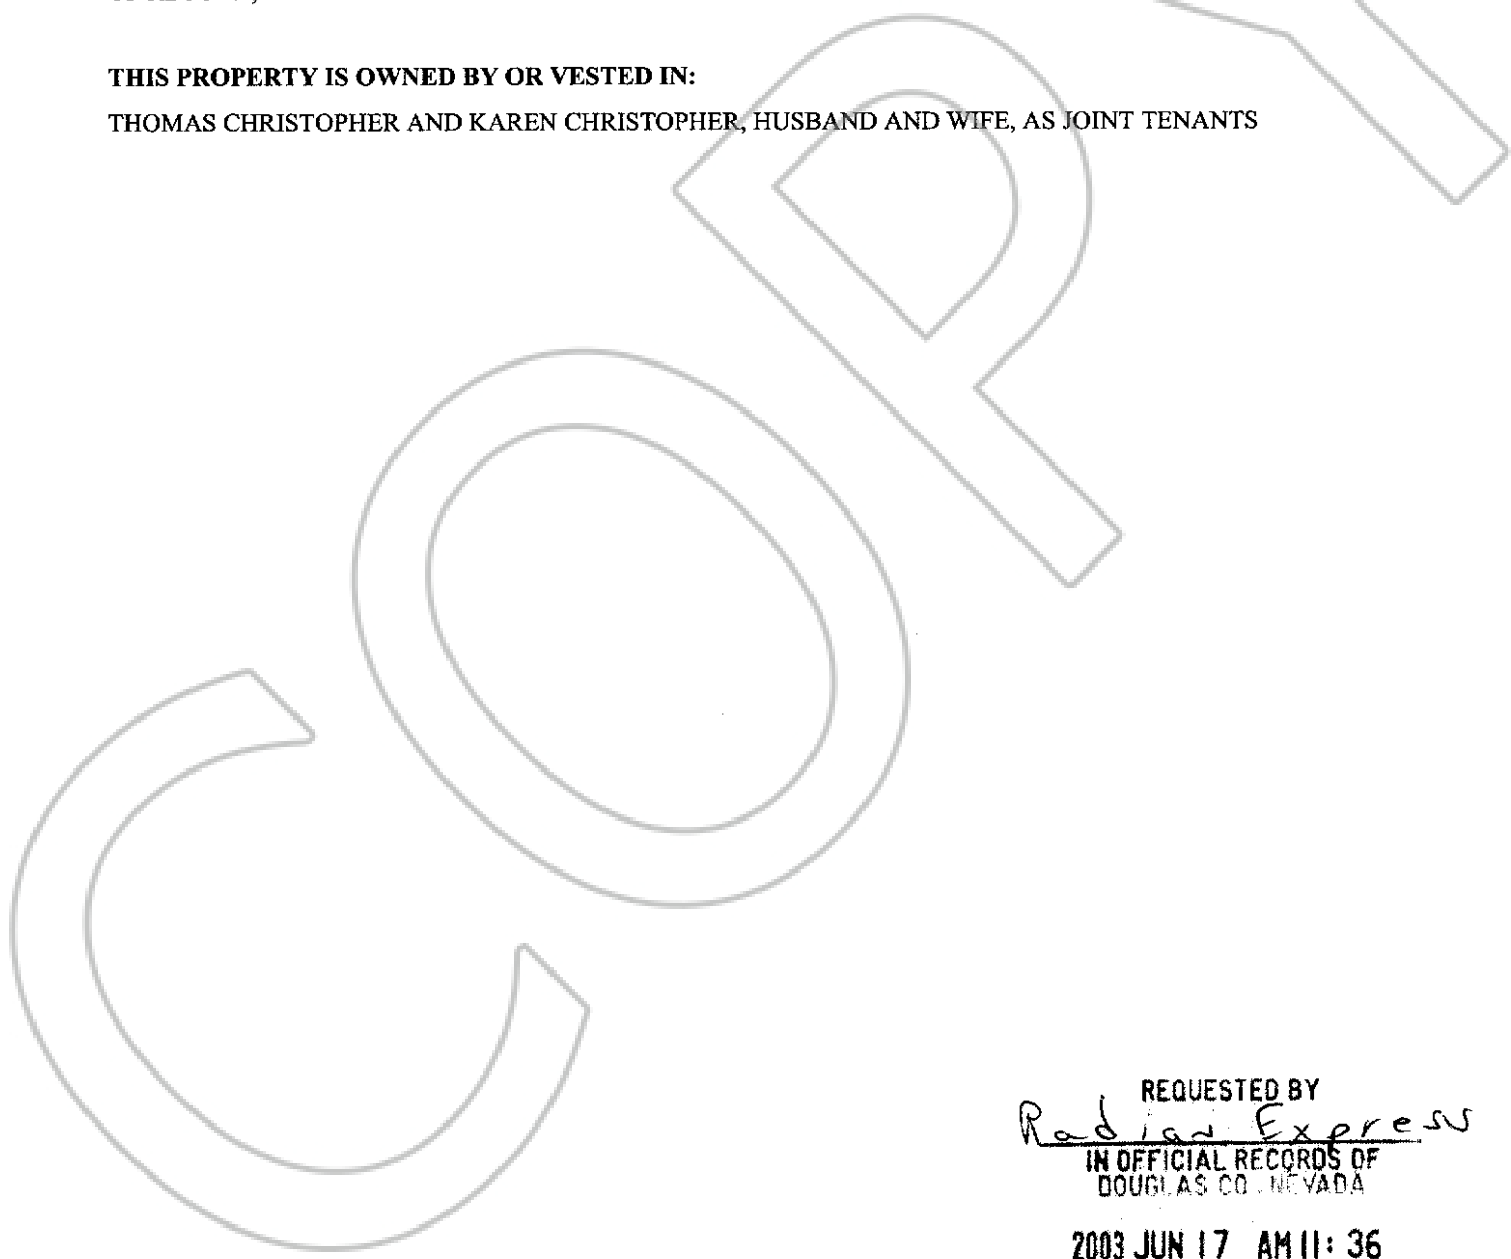 THIS PROPERTY IS OWNED BY OR VESTED IN:
THOMAS CHRISTOPHER AND KAREN CHRISTOPHER, HUSBAND AND WIFE, AS JOINT TENANTS
COPY
REQUESTED BY
Radian Express
IN OFFICIAL RECORDS OF
DOUGLAS CO. NEVADA
2003 JUN 17 AM 11: 36